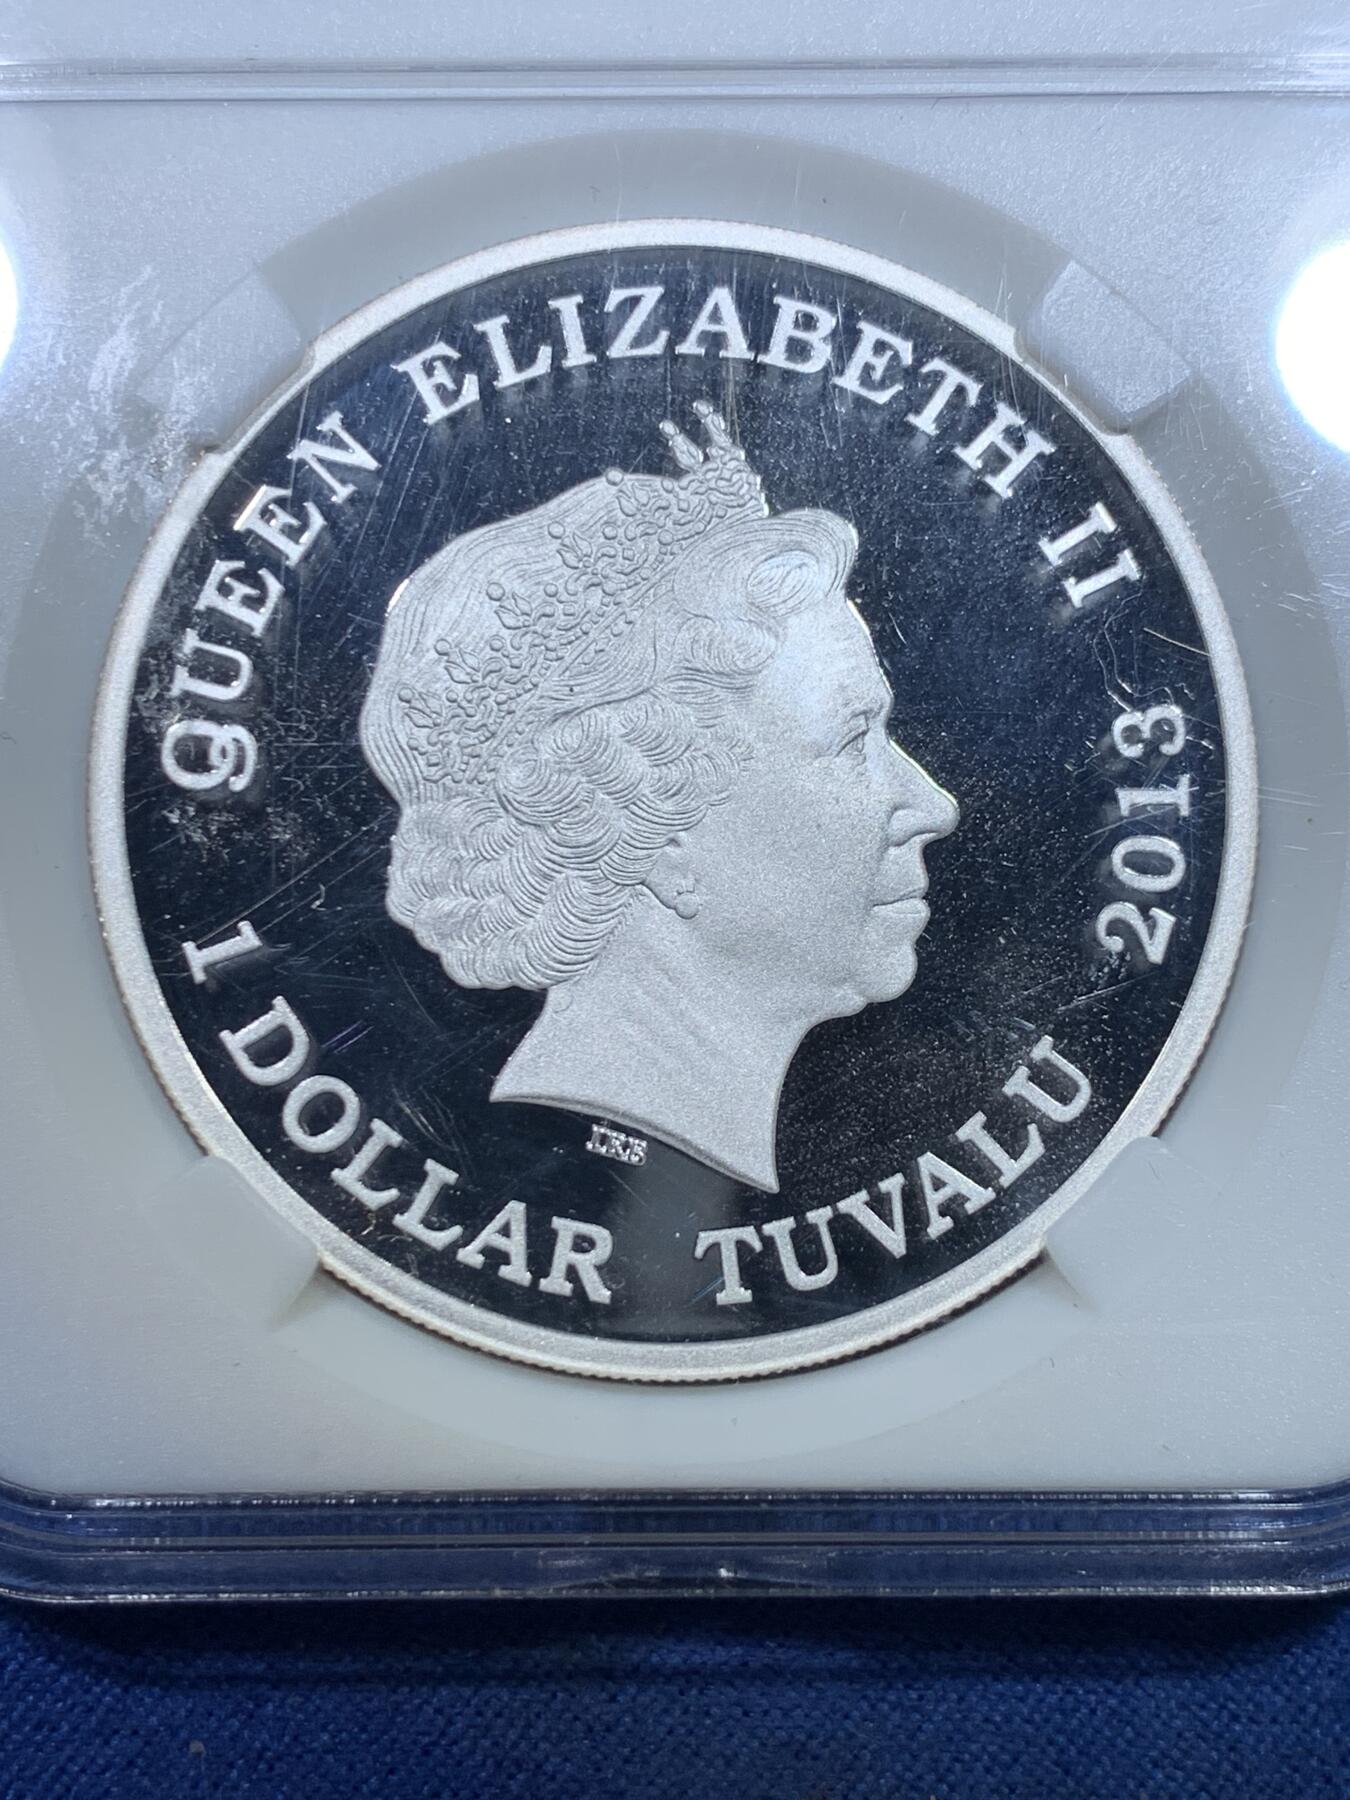 QUEEN ELIZABETH II 2013
IRB
1 DOLLAR TUVALU